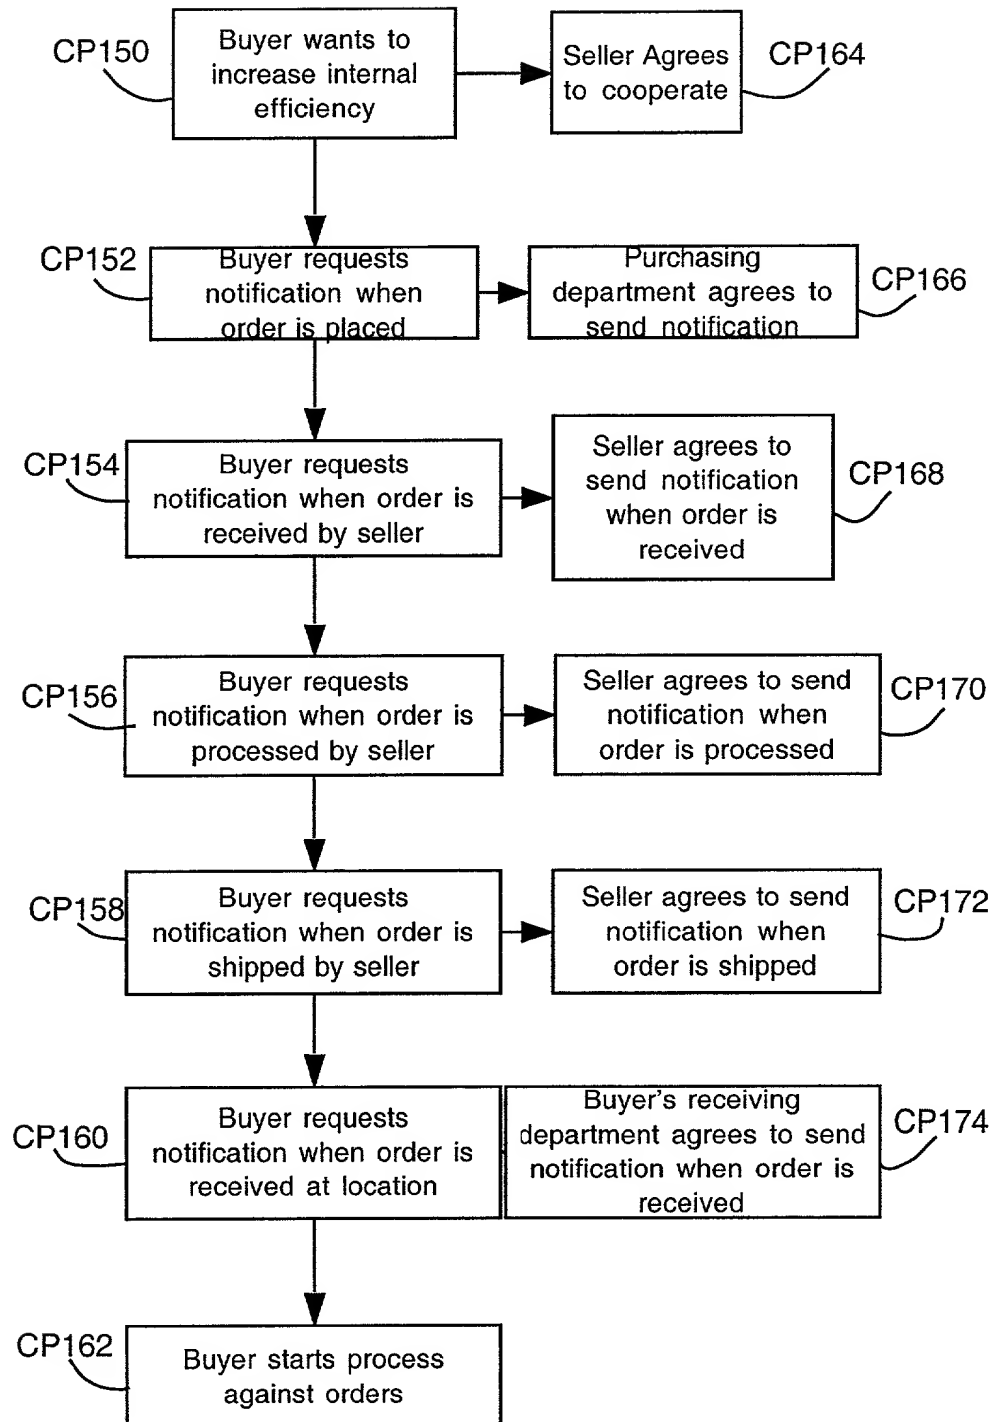 CP150
Buyer wants to
increase internal
efficiency
Seller Agrees
to cooperate
CP164
CP152
Buyer requests
notification when
order is placed
Purchasing
department agrees to
send notification
CP166
CP154
Buyer requests
notification when order is
received by seller
Seller agrees to
send notification
when order is
received
CP168
CP156
Buyer requests
notification when order is
processed by seller
Seller agrees to send
notification when
order is processed
CP170
CP158
Buyer requests
notification when order is
shipped by seller
Seller agrees to send
notification when
order is shipped
CP172
CP160
Buyer requests
notification when order is
received at location
Buyer's receiving
department agrees to send
notification when order is
received
CP174
CP162
Buyer starts process
against orders